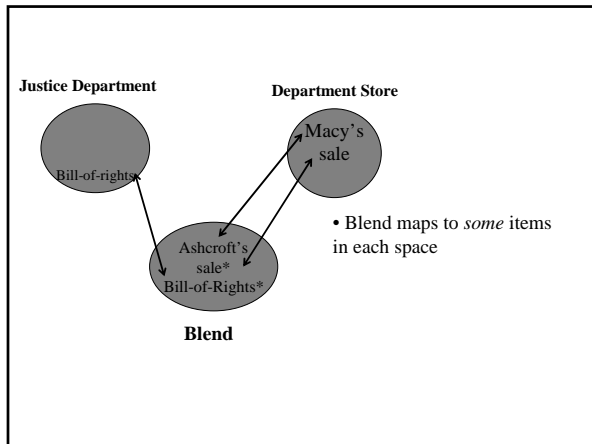 Justice Department
Department Store
Macy's
sale
Bill-of-rights
• Blend maps to some items
in each space
Ashcroft's
sale*
Bill-of-Rights*
Blend